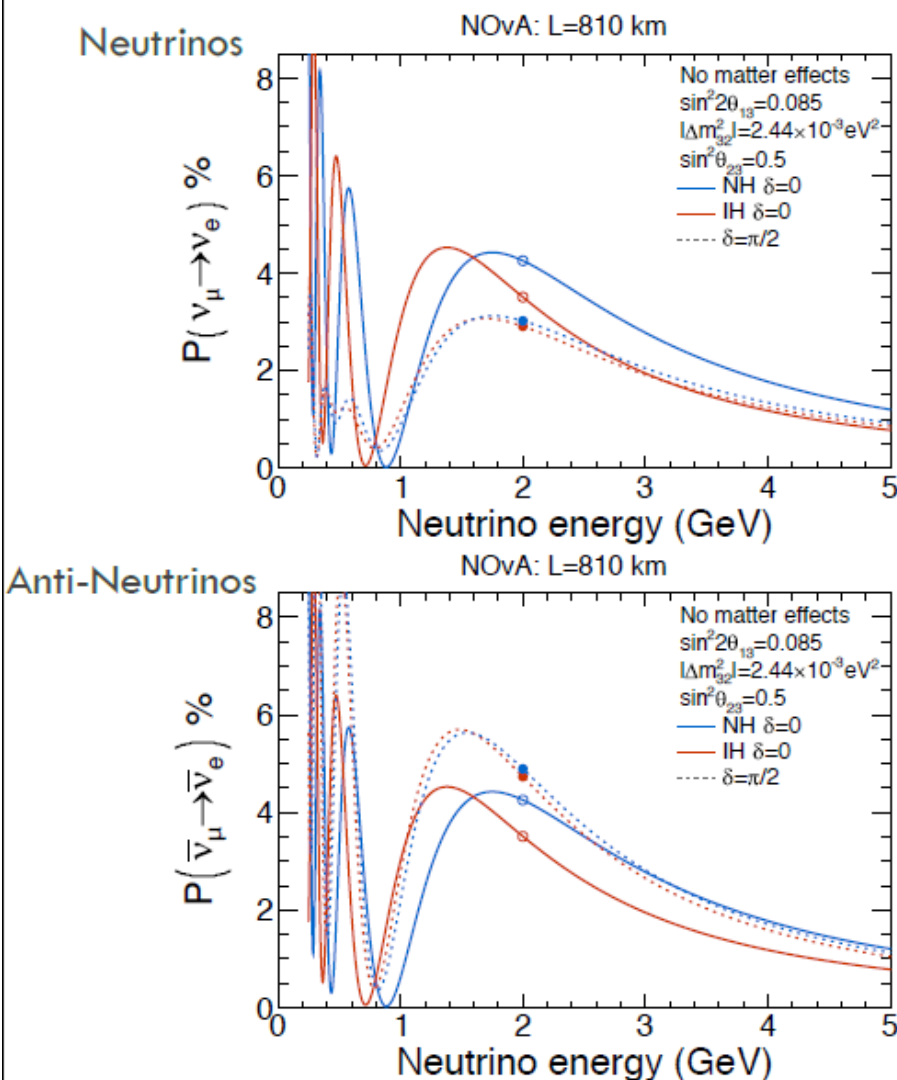 Neutrinos
NOvA: L=810 km
No matter effects
sin²2θ₁₃=0.085
|Δm²₃₂|=2.44×10⁻³eV²
sin²θ₂₃=0.5
NH δ=0
IH δ=0
δ=π/2
P(νμ→νe) %
8
6
4
2
0
0 1 2 3 4 5
Neutrino energy (GeV)
Anti-Neutrinos
NOvA: L=810 km
No matter effects
sin²2θ₁₃=0.085
|Δm²₃₂|=2.44×10⁻³eV²
sin²θ₂₃=0.5
NH δ=0
IH δ=0
δ=π/2
P(ν̄μ→ν̄e) %
8
6
4
2
0
0 1 2 3 4 5
Neutrino energy (GeV)